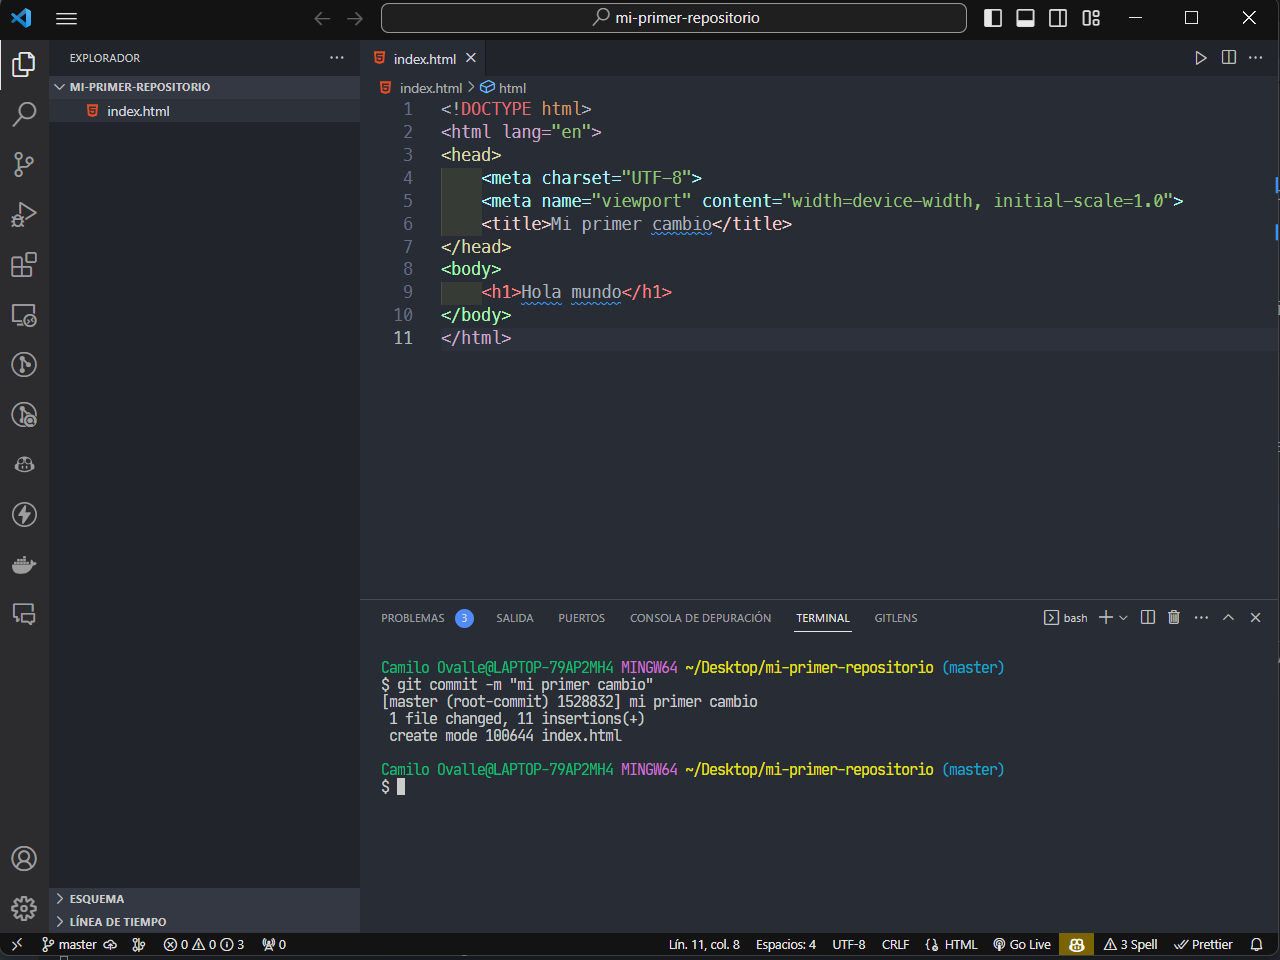 mi-primer-repositorio
EXPLORADOR
MI-PRIMER-REPOSITORIO
index.html
ESQUEMA
LÍNEA DE TIEMPO
index.html
index.html > html
1 <!DOCTYPE html>
2 <html lang="en">
3 <head>
4 <meta charset="UTF-8">
5 <meta name="viewport" content="width=device-width, initial-scale=1.0">
6 <title>Mi primer cambio</title>
7 </head>
8 <body>
9 <h1>Hola mundo</h1>
10 </body>
11 </html>
PROBLEMAS 3 SALIDA PUERTOS CONSOLA DE DEPURACIÓN TERMINAL GITLENS bash
Camilo Ovalle@LAPTOP-79AP2MH4 MINGW64 ~/Desktop/mi-primer-repositorio (master)
$ git commit -m "mi primer cambio"
[master (root-commit) 1528832] mi primer cambio
1 file changed, 11 insertions(+)
create mode 100644 index.html
Camilo Ovalle@LAPTOP-79AP2MH4 MINGW64 ~/Desktop/mi-primer-repositorio (master)
$
master 0 0 3 0 Lín. 11, col. 8 Espacios: 4 UTF-8 CRLF HTML Go Live 3 Spell Prettier